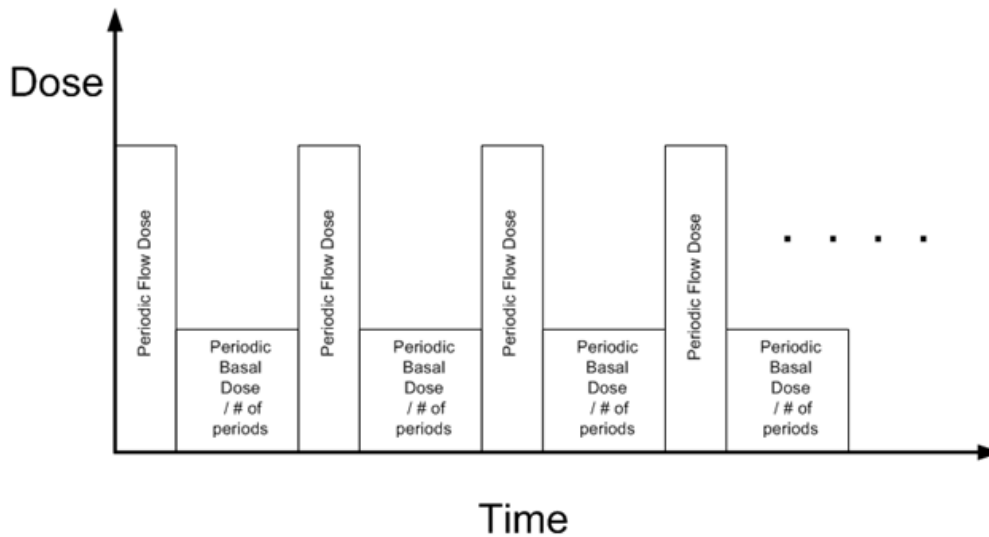 Dose
Periodic Flow Dose
Periodic
Basal
Dose
/ # of
periods
Periodic Flow Dose
Periodic
Basal
Dose
/ # of
periods
Periodic Flow Dose
Periodic
Basal
Dose
/ # of
periods
Periodic Flow Dose
Periodic
Basal
Dose
/ # of
periods
. . . .
Time